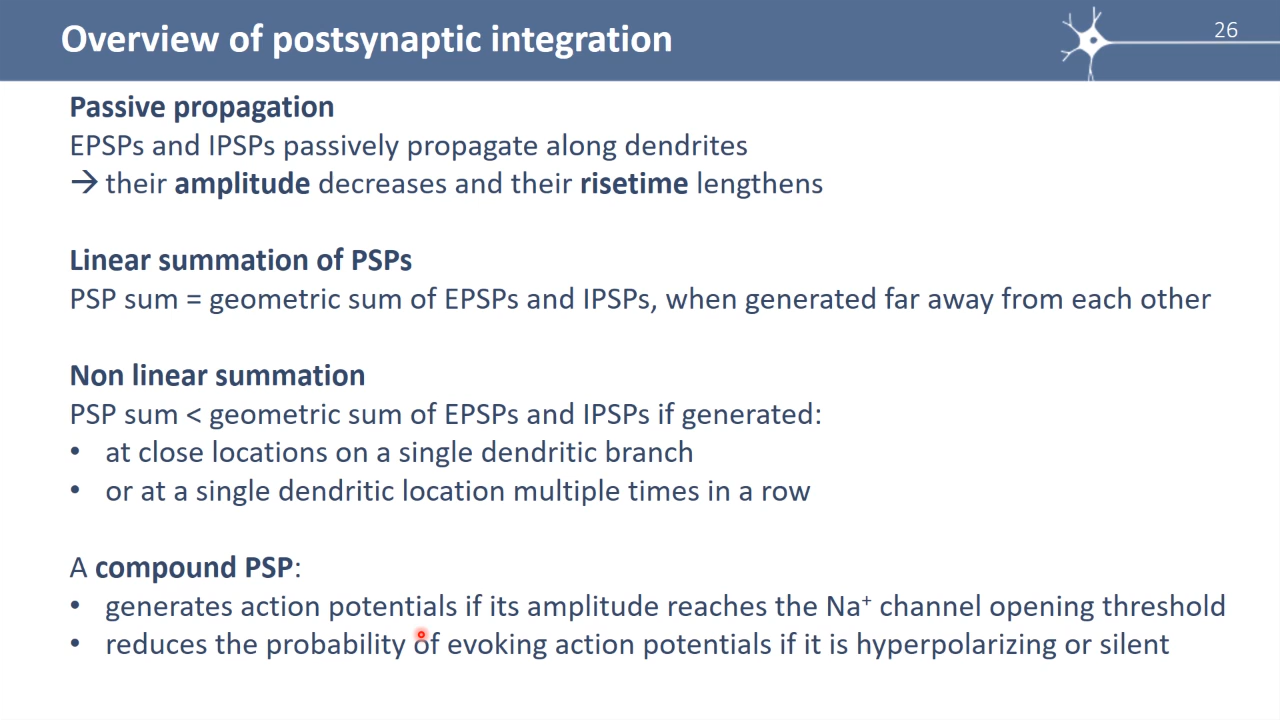 Overview of postsynaptic integration
26
Passive propagation
EPSPs and IPSPs passively propagate along dendrites
→ their amplitude decreases and their risetime lengthens
Linear summation of PSPs
PSP sum = geometric sum of EPSPs and IPSPs, when generated far away from each other
Non linear summation
PSP sum < geometric sum of EPSPs and IPSPs if generated:
• at close locations on a single dendritic branch
• or at a single dendritic location multiple times in a row
A compound PSP:
• generates action potentials if its amplitude reaches the Na⁺ channel opening threshold
• reduces the probability of evoking action potentials if it is hyperpolarizing or silent